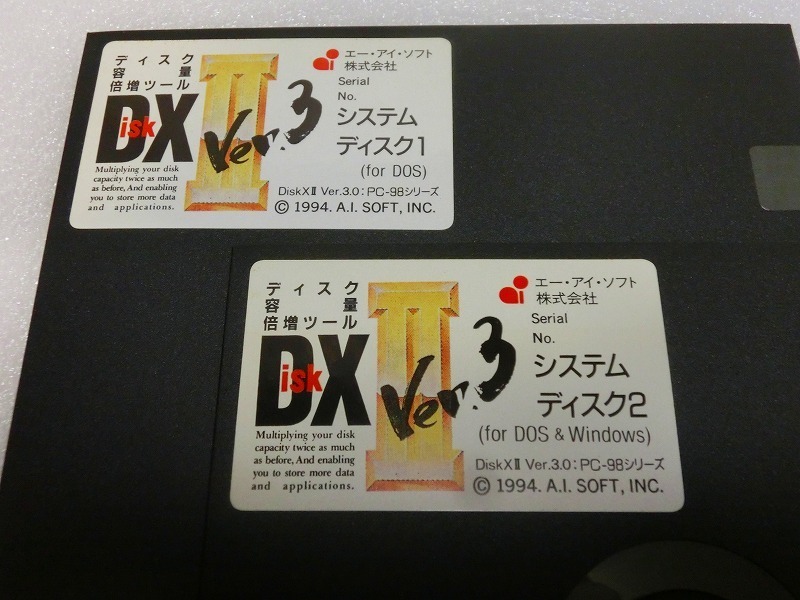 ディスク
容量
倍増ツール
DiskX II Ver.3
Multiplying your disk
capacity twice as much
as before, And enabling
you to store more data
and applications.
エー・アイ・ソフト
株式会社
Serial
No.
システム
ディスク1
(for DOS)
DiskXⅡ Ver.3.0:PC-98シリーズ
© 1994. A.I. SOFT, INC.
ディスク
容量
倍増ツール
DiskX II Ver.3
Multiplying your disk
capacity twice as much
as before, And enabling
you to store more data
and applications.
エー・アイ・ソフト
株式会社
Serial
No.
システム
ディスク2
(for DOS & Windows)
DiskXⅡ Ver.3.0:PC-98シリーズ
© 1994. A.I. SOFT, INC.